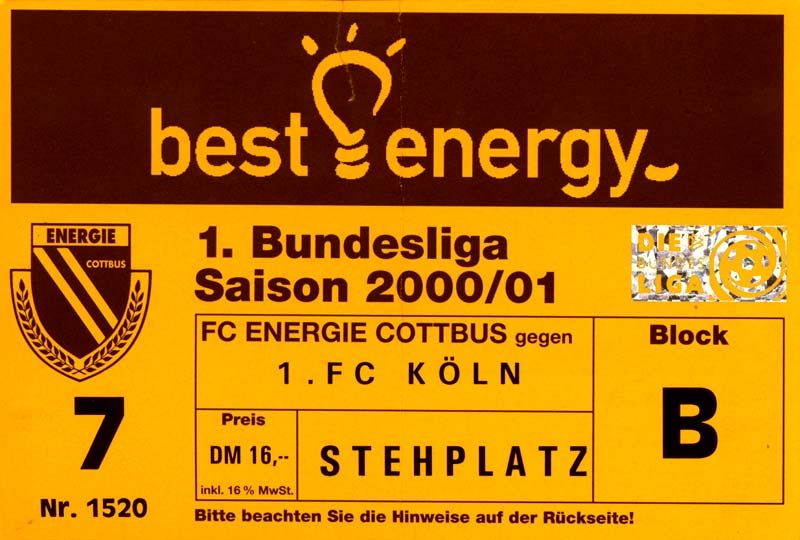 best energy
ENERGIE
COTTBUS
1. Bundesliga
Saison 2000/01
DIE
BUNDES
LIGA
FC ENERGIE COTTBUS gegen
1. FC KÖLN
Block
B
7
Nr. 1520
Preis
DM 16,--
inkl. 16 % MwSt.
STEHPLATZ
Bitte beachten Sie die Hinweise auf der Rückseite!